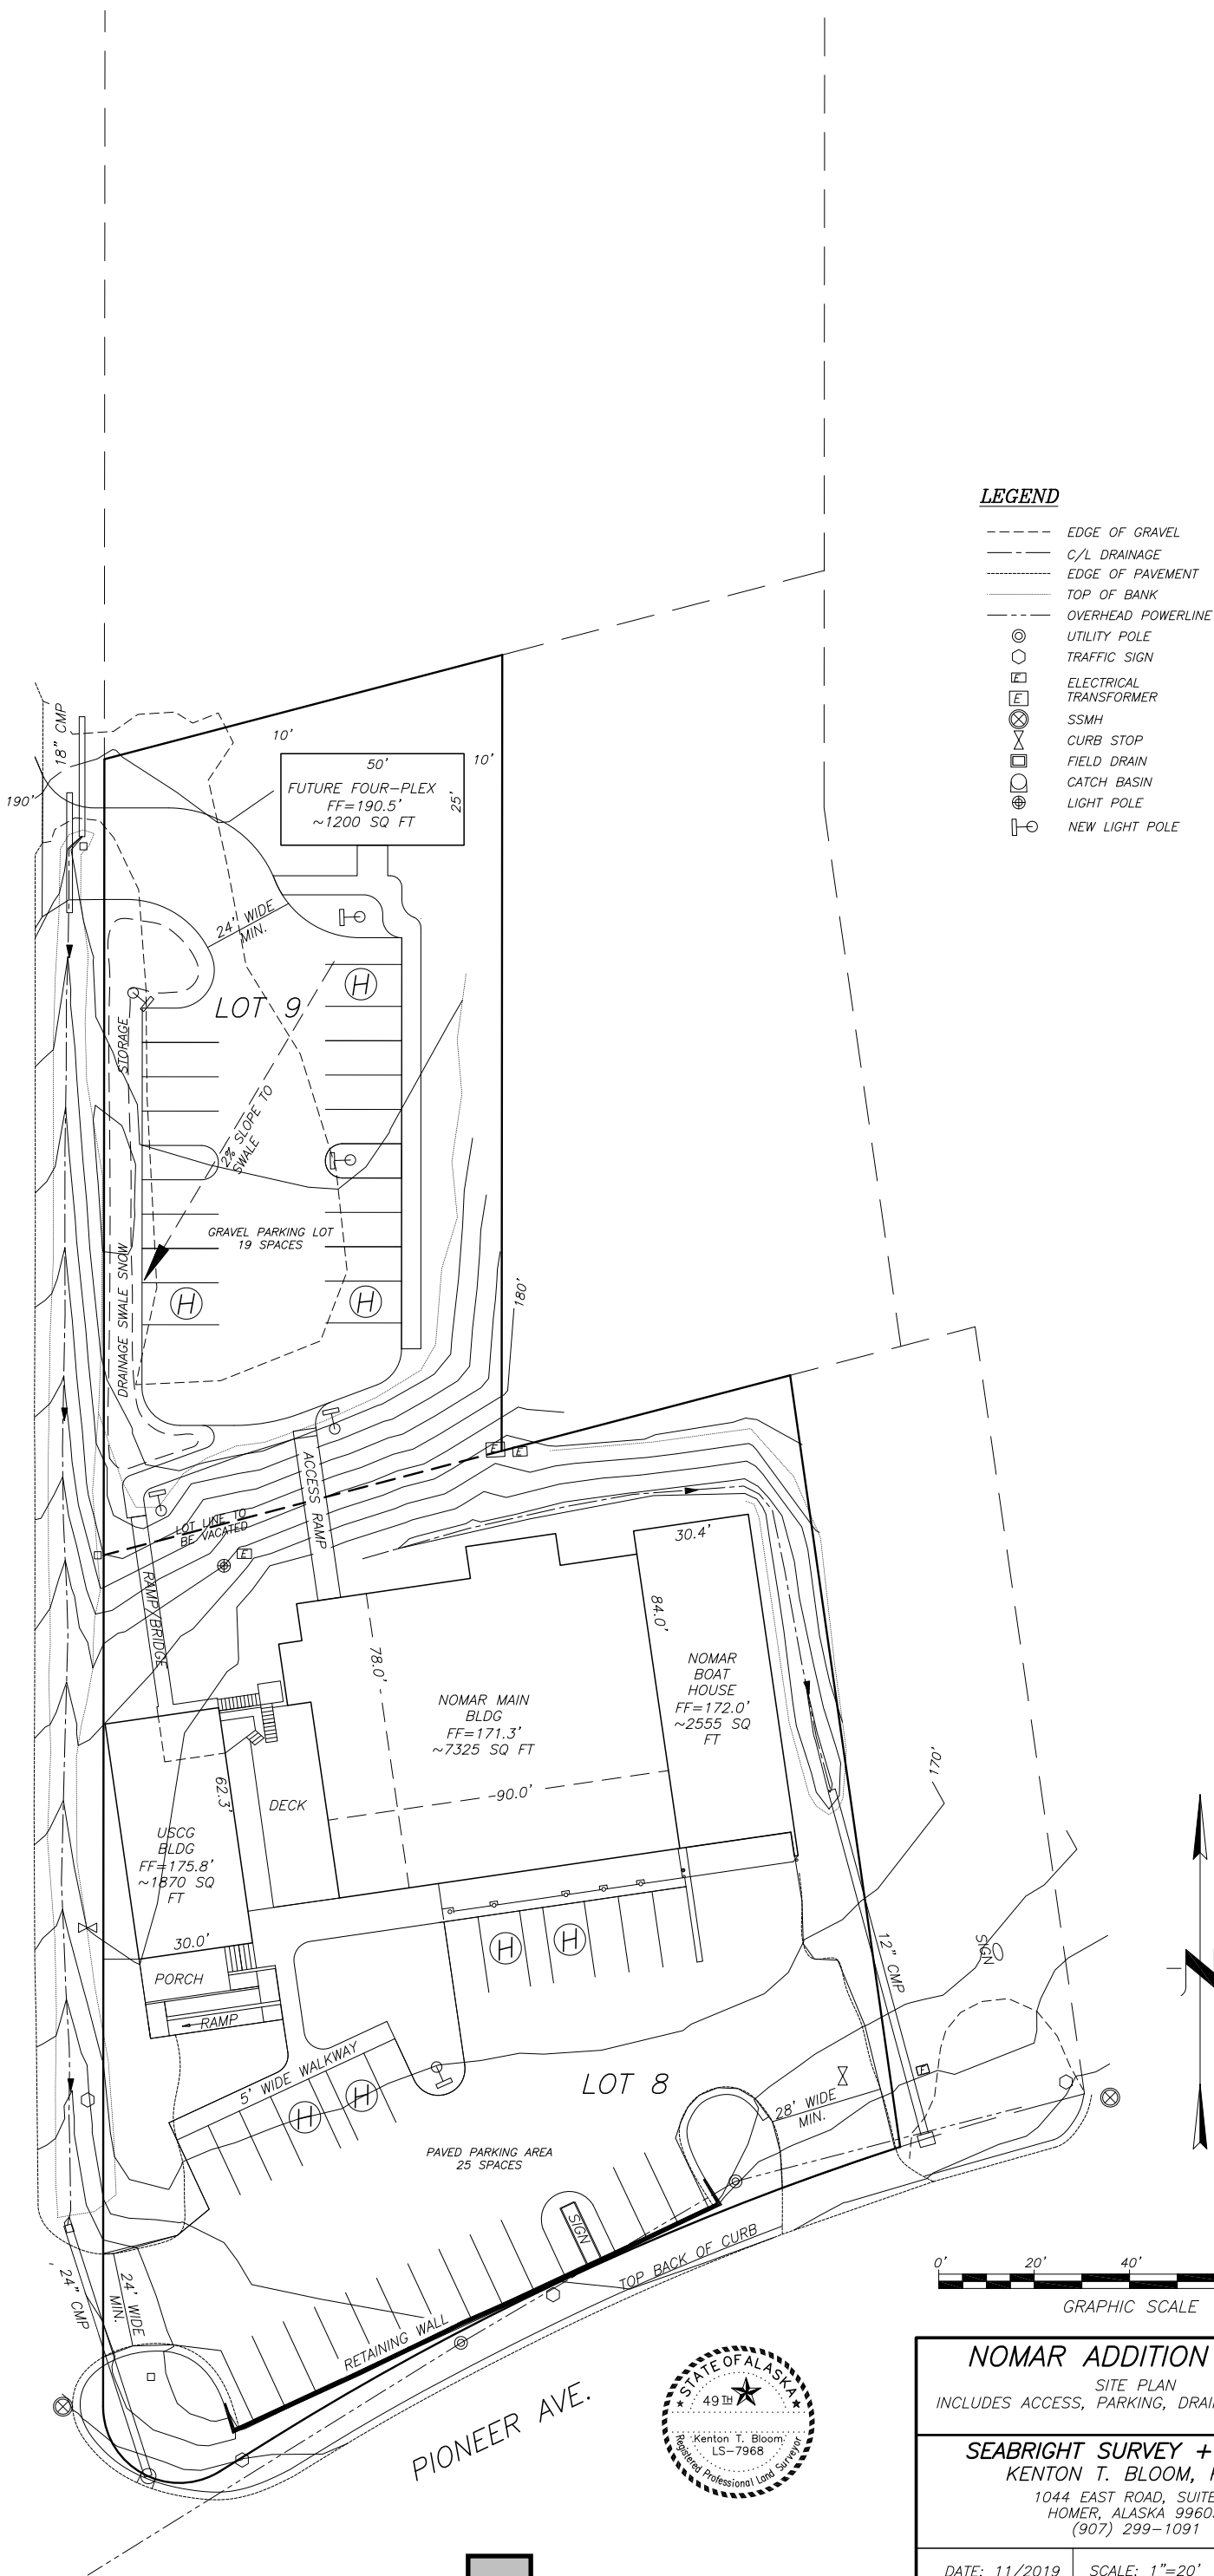 LEGEND
EDGE OF GRAVEL
C/L DRAINAGE
EDGE OF PAVEMENT
TOP OF BANK
OVERHEAD POWERLINE
UTILITY POLE
TRAFFIC SIGN
E
ELECTRICAL
E
TRANSFORMER
SSMH
CURB STOP
FIELD DRAIN
CATCH BASIN
LIGHT POLE
NEW LIGHT POLE
18" CMP
190'
10'
10'
50'
25'
FUTURE FOUR-PLEX
FF=190.5'
~1200 SQ FT
24' WIDE
MIN.
H
LOT 9
STORAGE
2% SLOPE TO
SWALE
GRAVEL PARKING LOT
19 SPACES
DRAINAGE SWALE SNOW
H
H
180'
E
E
ACCESS RAMP
LOT LINE TO
BE VACATED
E
30.4'
RAMP/BRIDGE
78.0'
84.0'
NOMAR
BOAT
HOUSE
FF=172.0'
~2555 SQ
FT
NOMAR MAIN
BLDG
FF=171.3'
~7325 SQ FT
90.0'
62.3'
DECK
170'
USCG
BLDG
FF=175.8'
~1870 SQ
FT
30.0'
PORCH
RAMP
H
H
12" CMP
SIGN
N
E
5' WIDE WALKWAY
H
H
LOT 8
28' WIDE
MIN.
PAVED PARKING AREA
25 SPACES
SIGN
TOP BACK OF CURB
24" CMP
24' WIDE
MIN.
RETAINING WALL
PIONEER AVE.
0'
20'
40'
GRAPHIC SCALE
STATE OF ALASKA
49 TH
Kenton T. Bloom
LS-7968
Registered Professional Land Surveyor
NOMAR ADDITION
SITE PLAN
INCLUDES ACCESS, PARKING, DRAI
SEABRIGHT SURVEY +
KENTON T. BLOOM,
1044 EAST ROAD, SUITE
HOMER, ALASKA 9960
(907) 299-1091
DATE: 11/2019
SCALE: 1"=20'